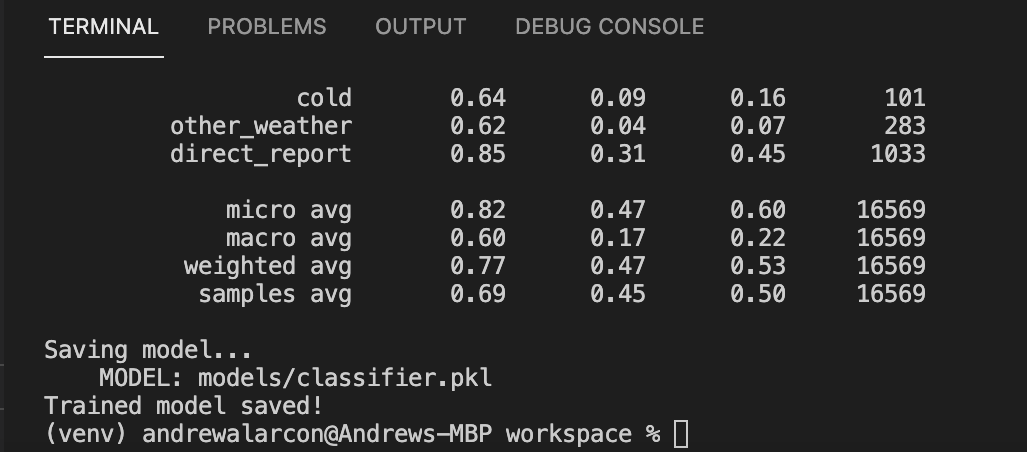 TERMINAL PROBLEMS OUTPUT DEBUG CONSOLE
cold 0.64 0.09 0.16 101
other_weather 0.62 0.04 0.07 283
direct_report 0.85 0.31 0.45 1033
micro avg 0.82 0.47 0.60 16569
macro avg 0.60 0.17 0.22 16569
weighted avg 0.77 0.47 0.53 16569
samples avg 0.69 0.45 0.50 16569
Saving model...
MODEL: models/classifier.pkl
Trained model saved!
(venv) andrewalarcon@Andrews-MBP workspace %